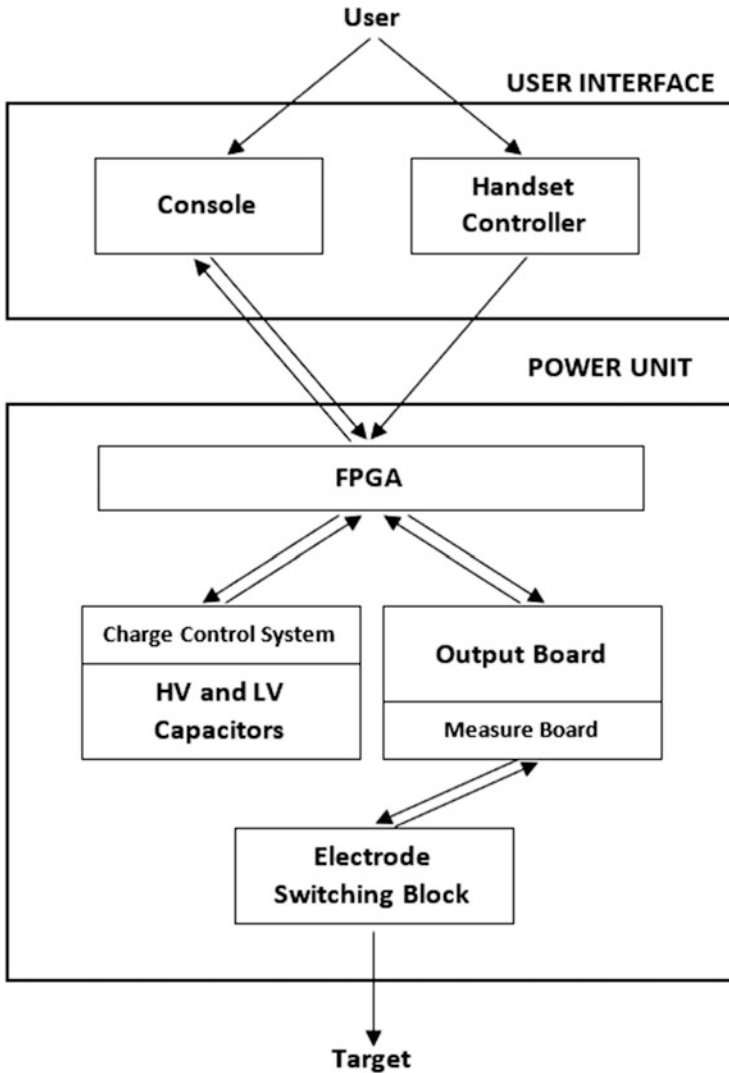 User
USER INTERFACE
Console
Handset
Controller
POWER UNIT
FPGA
Charge Control System
HV and LV
Capacitors
Output Board
Measure Board
Electrode
Switching Block
Target